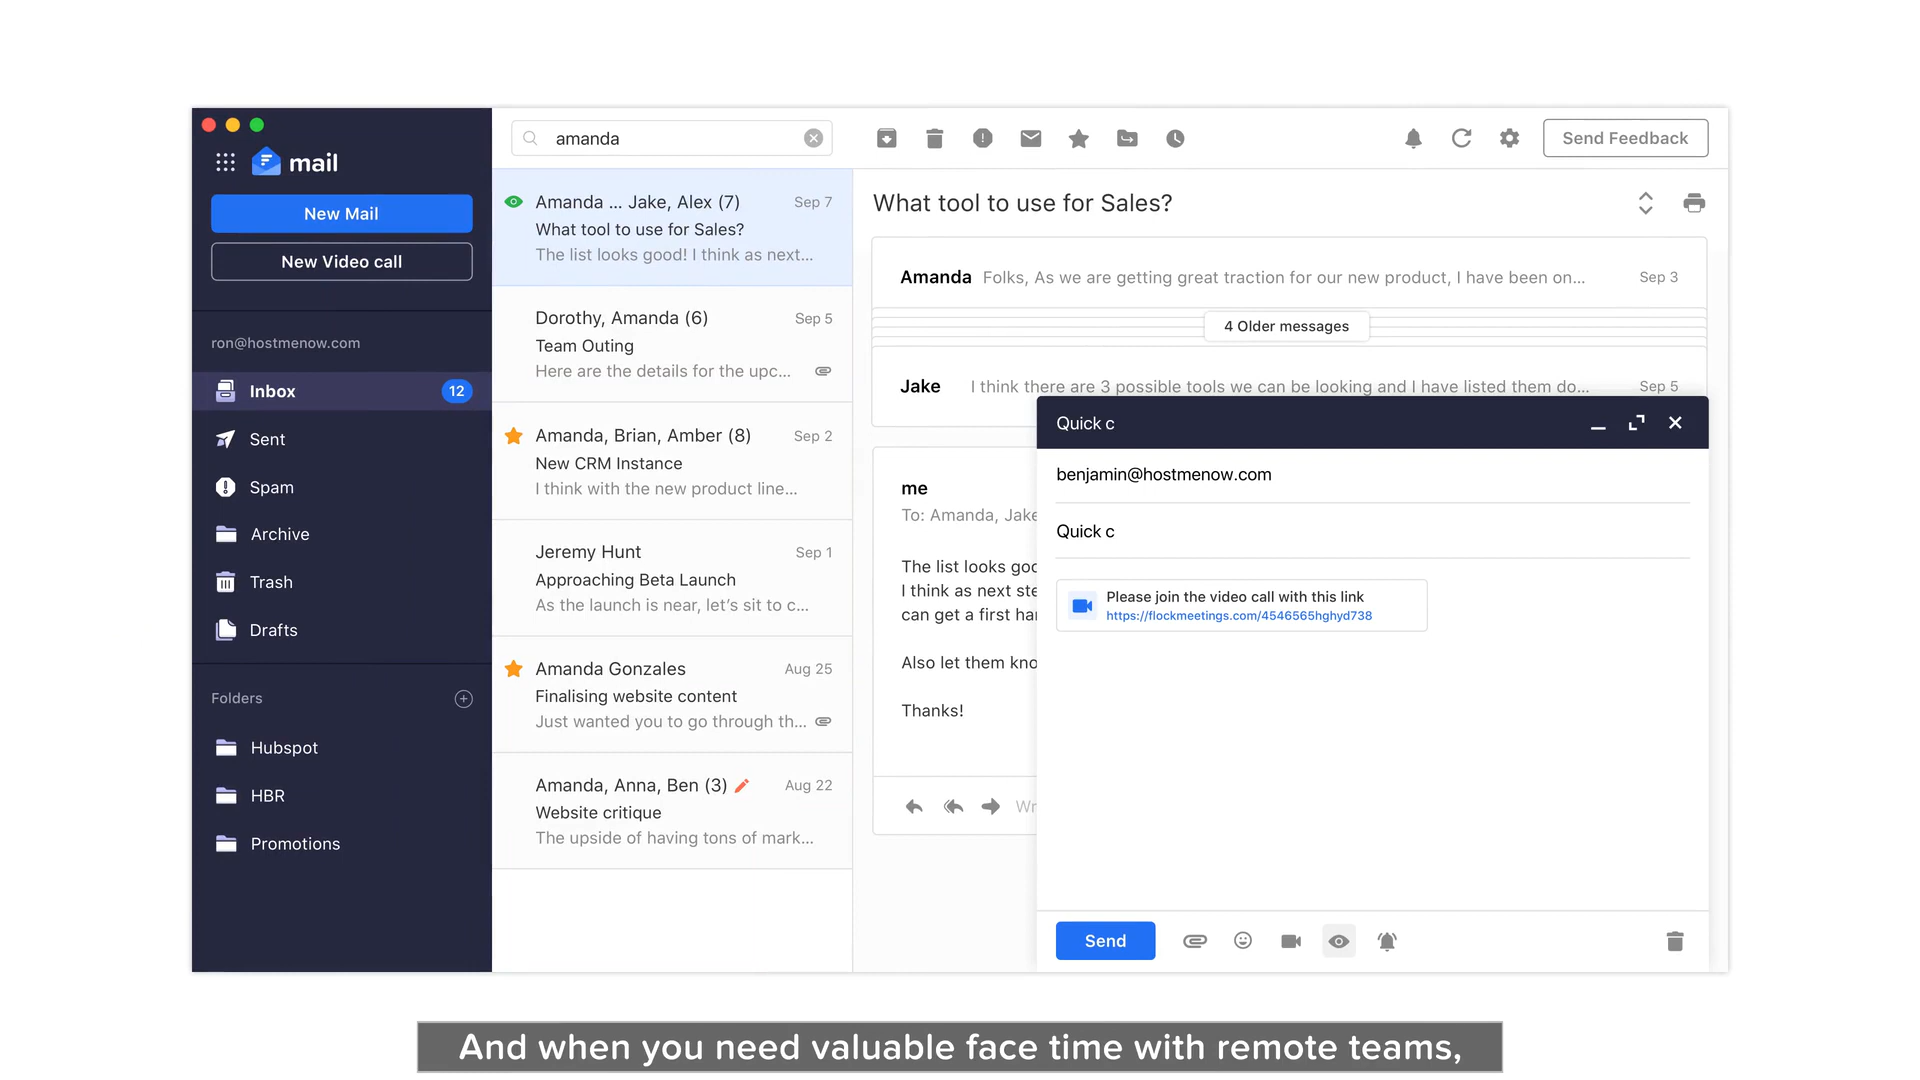 mail
New Mail
New Video call
ron@hostmenow.com
Inbox 12
Sent
Spam
Archive
Trash
Drafts
Folders
Hubspot
HBR
Promotions
amanda
Amanda ... Jake, Alex (7) Sep 7
What tool to use for Sales?
The list looks good! I think as next...
Dorothy, Amanda (6) Sep 5
Team Outing
Here are the details for the upc...
Amanda, Brian, Amber (8) Sep 2
New CRM Instance
I think with the new product line...
Jeremy Hunt Sep 1
Approaching Beta Launch
As the launch is near, let's sit to c...
Amanda Gonzales Aug 25
Finalising website content
Just wanted you to go through th...
Amanda, Anna, Ben (3) Aug 22
Website critique
The upside of having tons of mark...
Send Feedback
What tool to use for Sales?
Amanda Folks, As we are getting great traction for our new product, I have been on... Sep 3
4 Older messages
Jake I think there are 3 possible tools we can be looking and I have listed them do... Sep 5
me
To: Amanda, Jake
The list looks goo
I think as next ste
can get a first har
Also let them kno
Thanks!
Wr
Quick c
benjamin@hostmenow.com
Quick c
Please join the video call with this link
https://flockmeetings.com/4546565hghyd738
Send
And when you need valuable face time with remote teams,